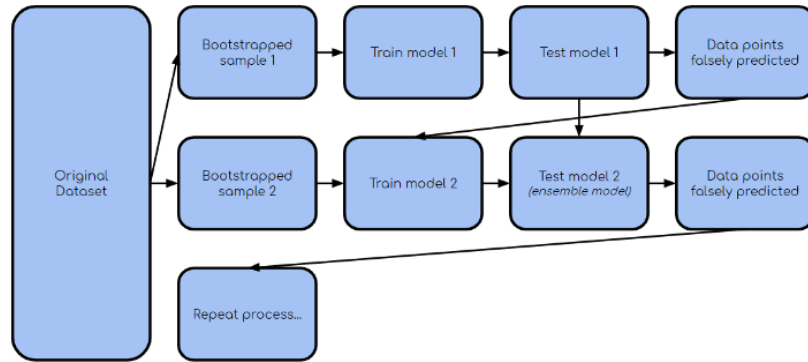 Original
Dataset
Bootstrapped
sample 1
Train model 1
Test model 1
Data points
falsely predicted
Bootstrapped
sample 2
Train model 2
Test model 2
(ensemble model)
Data points
falsely predicted
Repeat process...